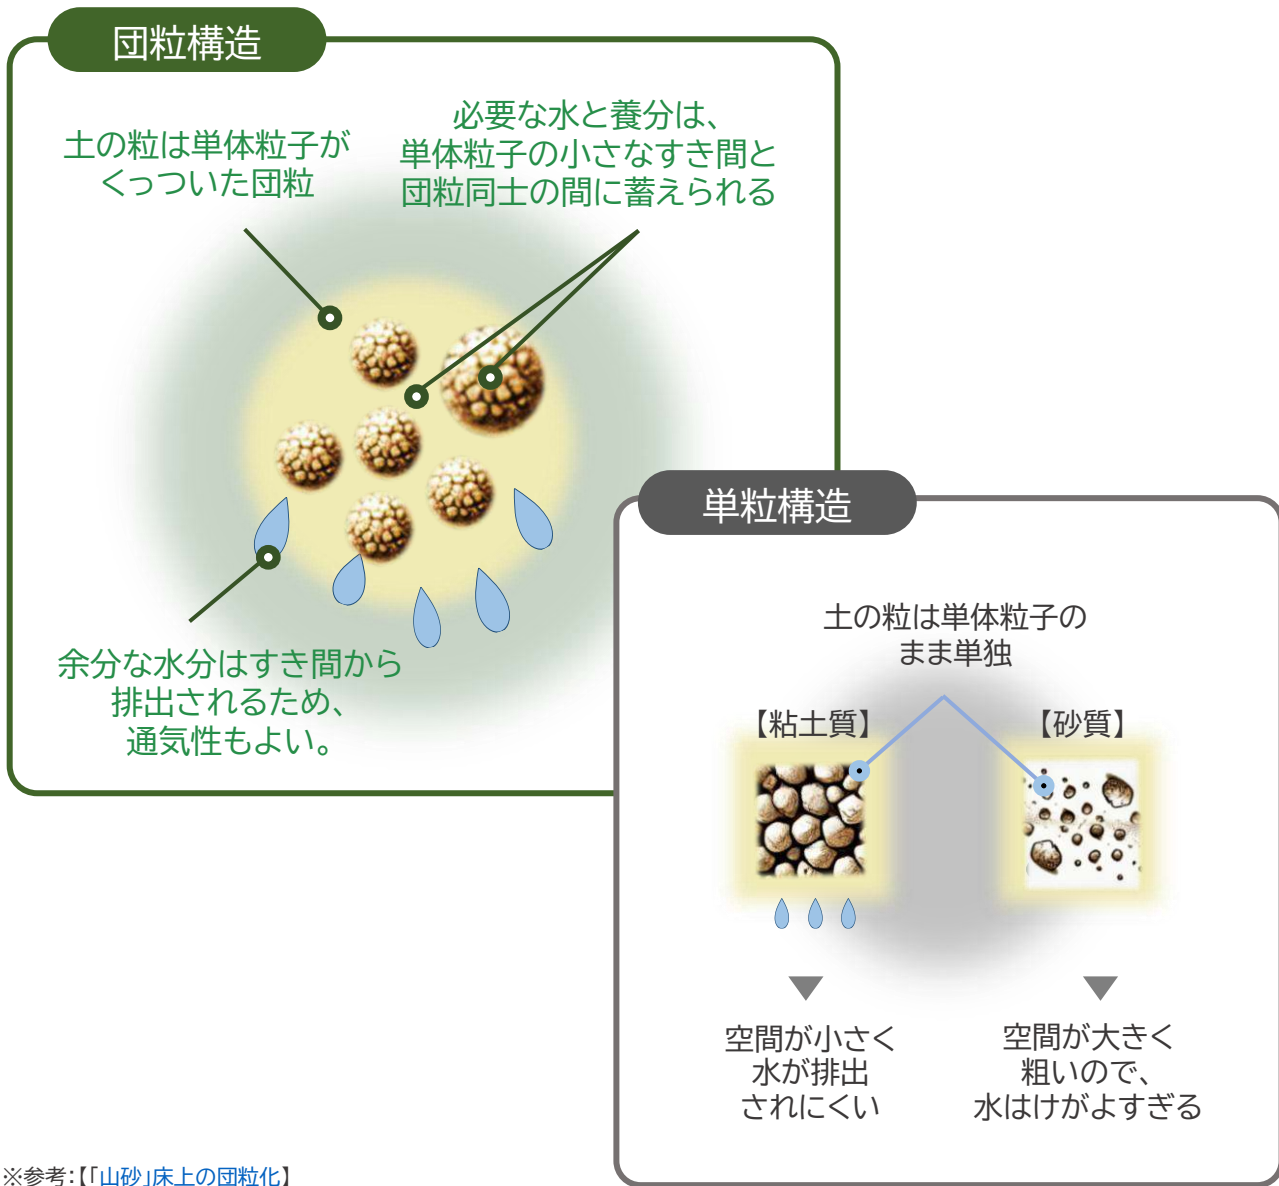 団粒構造
土の粒は単体粒子が
くっついた団粒
必要な水と養分は、
単体粒子の小さなすき間と
団粒同士の間に蓄えられる
余分な水分はすき間から
排出されるため、
通気性もよい。
単粒構造
土の粒は単体粒子の
まま単独
【粘土質】
【砂質】
空間が小さく
水が排出
されにくい
空間が大きく
粗いので、
水はけがよすぎる
※参考:【「山砂」床上の団粒化】